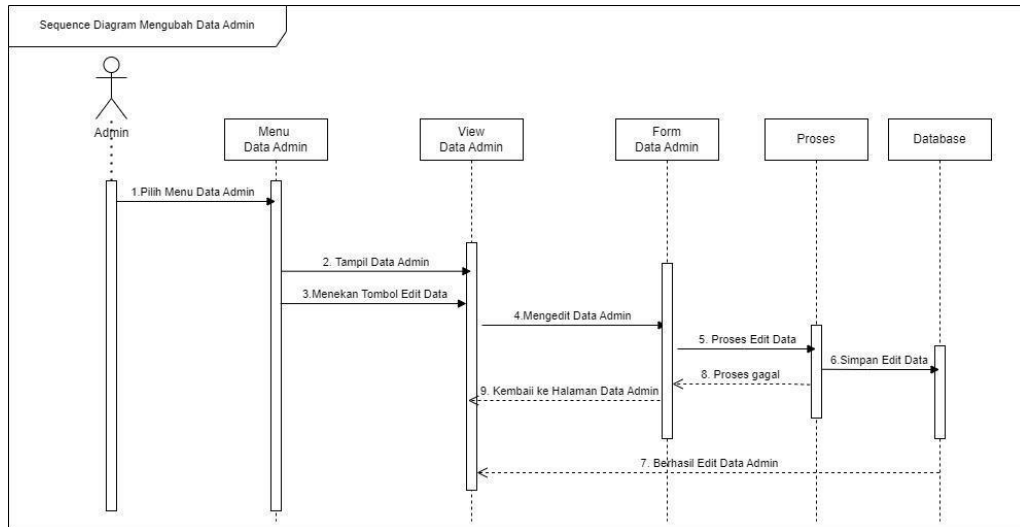 Sequence Diagram Mengubah Data Admin
Admin
Menu
Data Admin
View
Data Admin
Form
Data Admin
Proses
Database
1.Pilih Menu Data Admin
2. Tampil Data Admin
3.Menekan Tombol Edit Data
4.Mengedit Data Admin
5. Proses Edit Data
6.Simpan Edit Data
8. Proses gagal
9. Kembali ke Halaman Data Admin
7. Berhasil Edit Data Admin